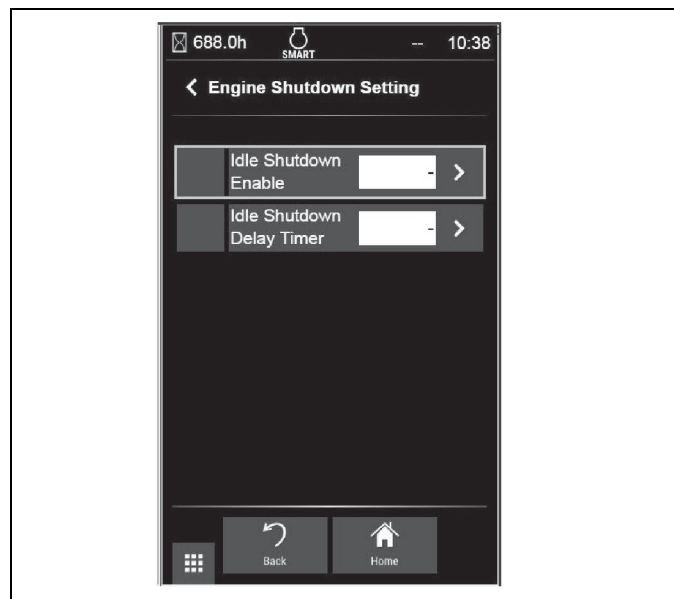 688.0h
SMART
--
10:38
Engine Shutdown Setting
Idle Shutdown
Enable
-
Idle Shutdown
Delay Timer
-
Back
Home